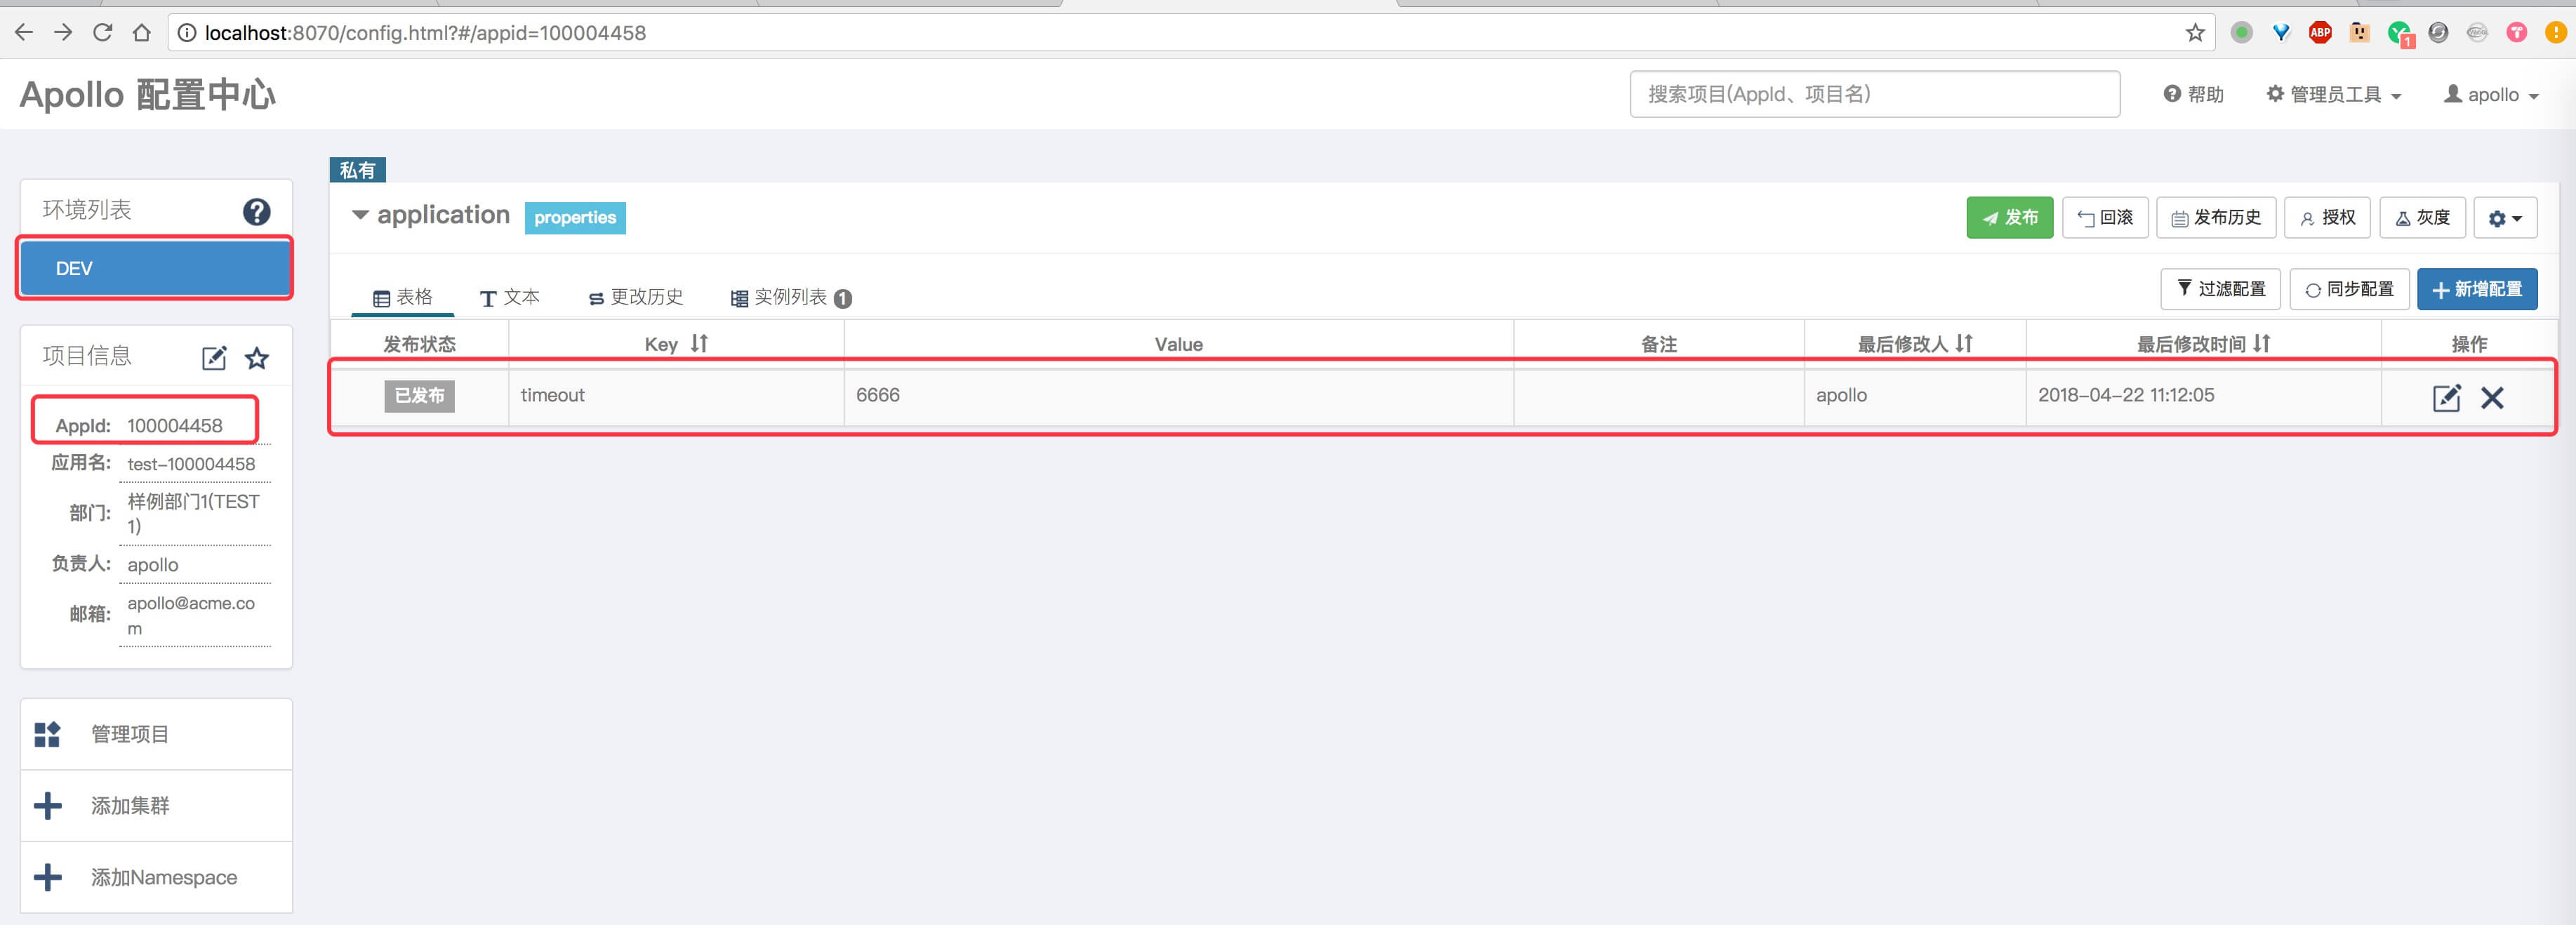 localhost:8070/config.html?#/appid=100004458
ABP
1
Apollo 配置中心
搜索项目(AppId、项目名)
帮助
管理员工具
apollo
私有
环境列表
DEV
application
properties
发布
回滚
发布历史
授权
灰度
表格
文本
更改历史
实例列表 1
过滤配置
同步配置
新增配置
发布状态
Key
Value
备注
最后修改人
最后修改时间
操作
已发布
timeout
6666
apollo
2018-04-22 11:12:05
项目信息
AppId: 100004458
应用名: test-100004458
部门: 样例部门1(TEST
1)
负责人: apollo
邮箱: apollo@acme.co
m
管理项目
添加集群
添加Namespace